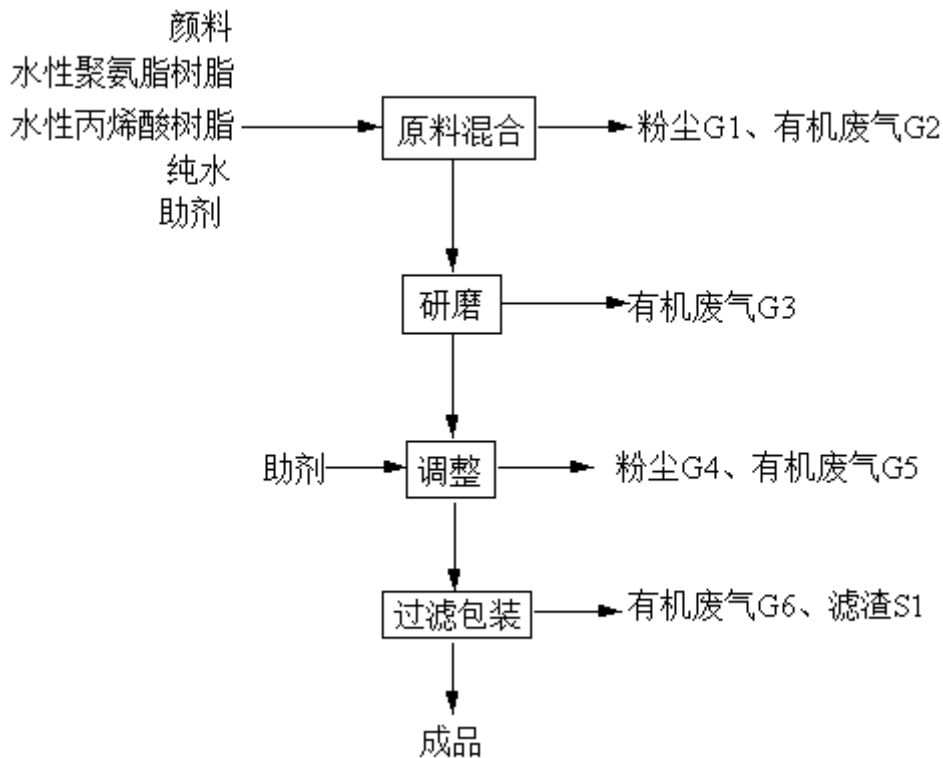 颜料
水性聚氨脂树脂
水性丙烯酸树脂
纯水
助剂
原料混合
粉尘G1、有机废气G2
研磨
有机废气G3
助剂
调整
粉尘G4、有机废气G5
过滤包装
有机废气G6、滤渣S1
成品